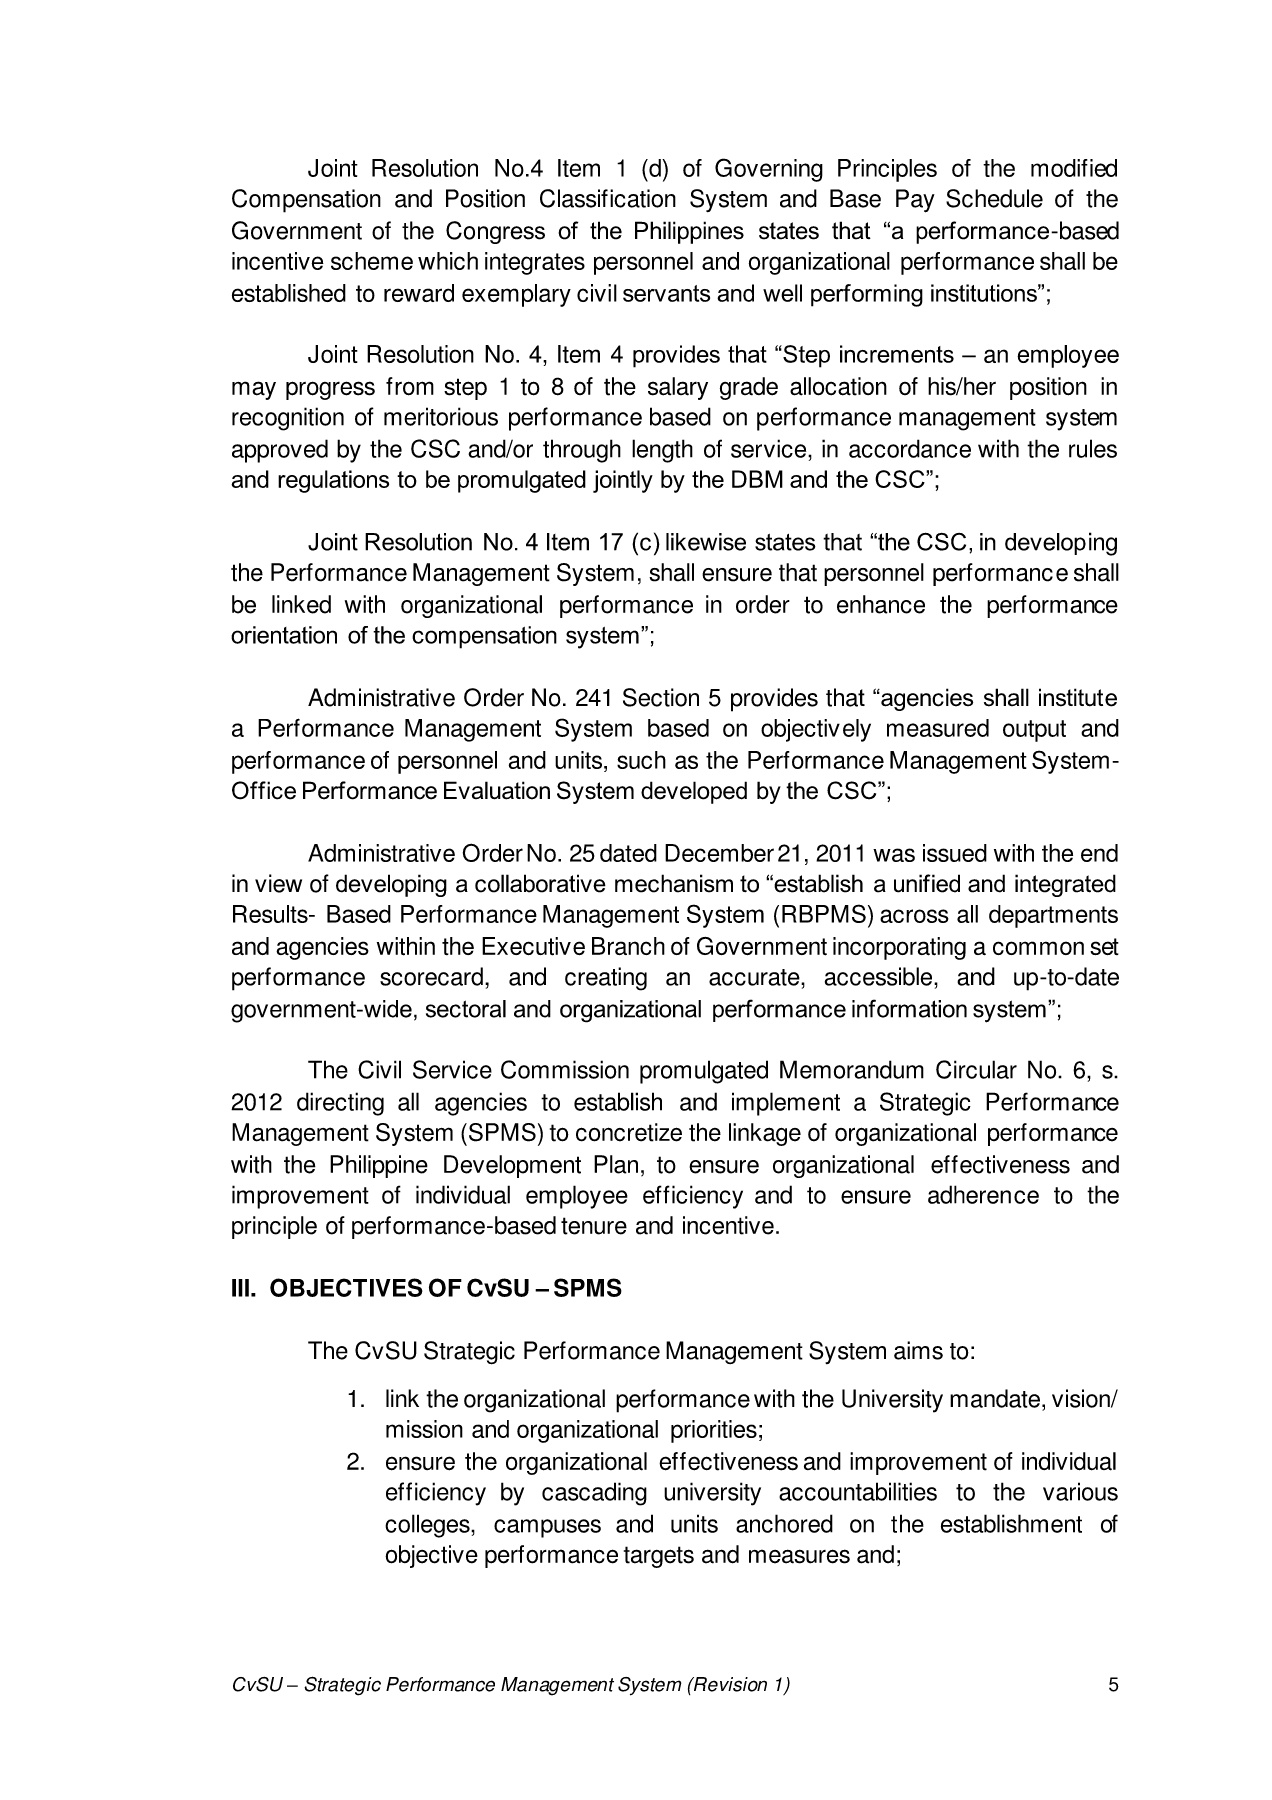 Joint Resolution No.4 Item 1 (d) of Governing Principles of the modified
Compensation and Position Classification System and Base Pay Schedule of the
Government of the Congress of the Philippines states that “a performance-based
incentive scheme which integrates personnel and organizational performance shall be
established to reward exemplary civil servants and well performing institutions”;
Joint Resolution No. 4, Item 4 provides that “Step increments – an employee
may progress from step 1 to 8 of the salary grade allocation of his/her position in
recognition of meritorious performance based on performance management system
approved by the CSC and/or through length of service, in accordance with the rules
and regulations to be promulgated jointly by the DBM and the CSC”;
Joint Resolution No. 4 Item 17 (c) likewise states that “the CSC, in developing
the Performance Management System, shall ensure that personnel performance shall
be linked with organizational performance in order to enhance the performance
orientation of the compensation system”;
Administrative Order No. 241 Section 5 provides that “agencies shall institute
a Performance Management System based on objectively measured output and
performance of personnel and units, such as the Performance Management System-
Office Performance Evaluation System developed by the CSC”;
Administrative Order No. 25 dated December 21, 2011 was issued with the end
in view of developing a collaborative mechanism to “establish a unified and integrated
Results- Based Performance Management System (RBPMS) across all departments
and agencies within the Executive Branch of Government incorporating a common set
performance scorecard, and creating an accurate, accessible, and up-to-date
government-wide, sectoral and organizational performance information system”;
The Civil Service Commission promulgated Memorandum Circular No. 6, s.
2012 directing all agencies to establish and implement a Strategic Performance
Management System (SPMS) to concretize the linkage of organizational performance
with the Philippine Development Plan, to ensure organizational effectiveness and
improvement of individual employee efficiency and to ensure adherence to the
principle of performance-based tenure and incentive.
III. OBJECTIVES OF CvSU – SPMS
The CvSU Strategic Performance Management System aims to:
1. link the organizational performance with the University mandate, vision/
mission and organizational priorities;
2. ensure the organizational effectiveness and improvement of individual
efficiency by cascading university accountabilities to the various
colleges, campuses and units anchored on the establishment of
objective performance targets and measures and;
CvSU – Strategic Performance Management System (Revision 1) 5